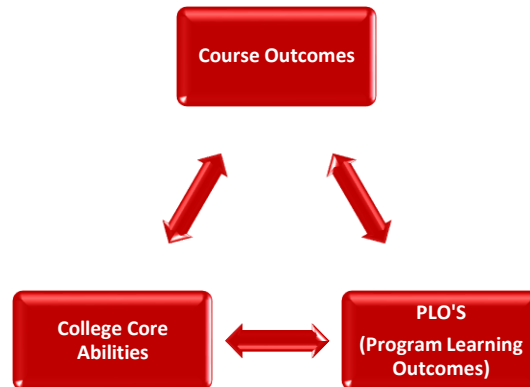 Course Outcomes
College Core
Abilities
PLO'S
(Program Learning
Outcomes)